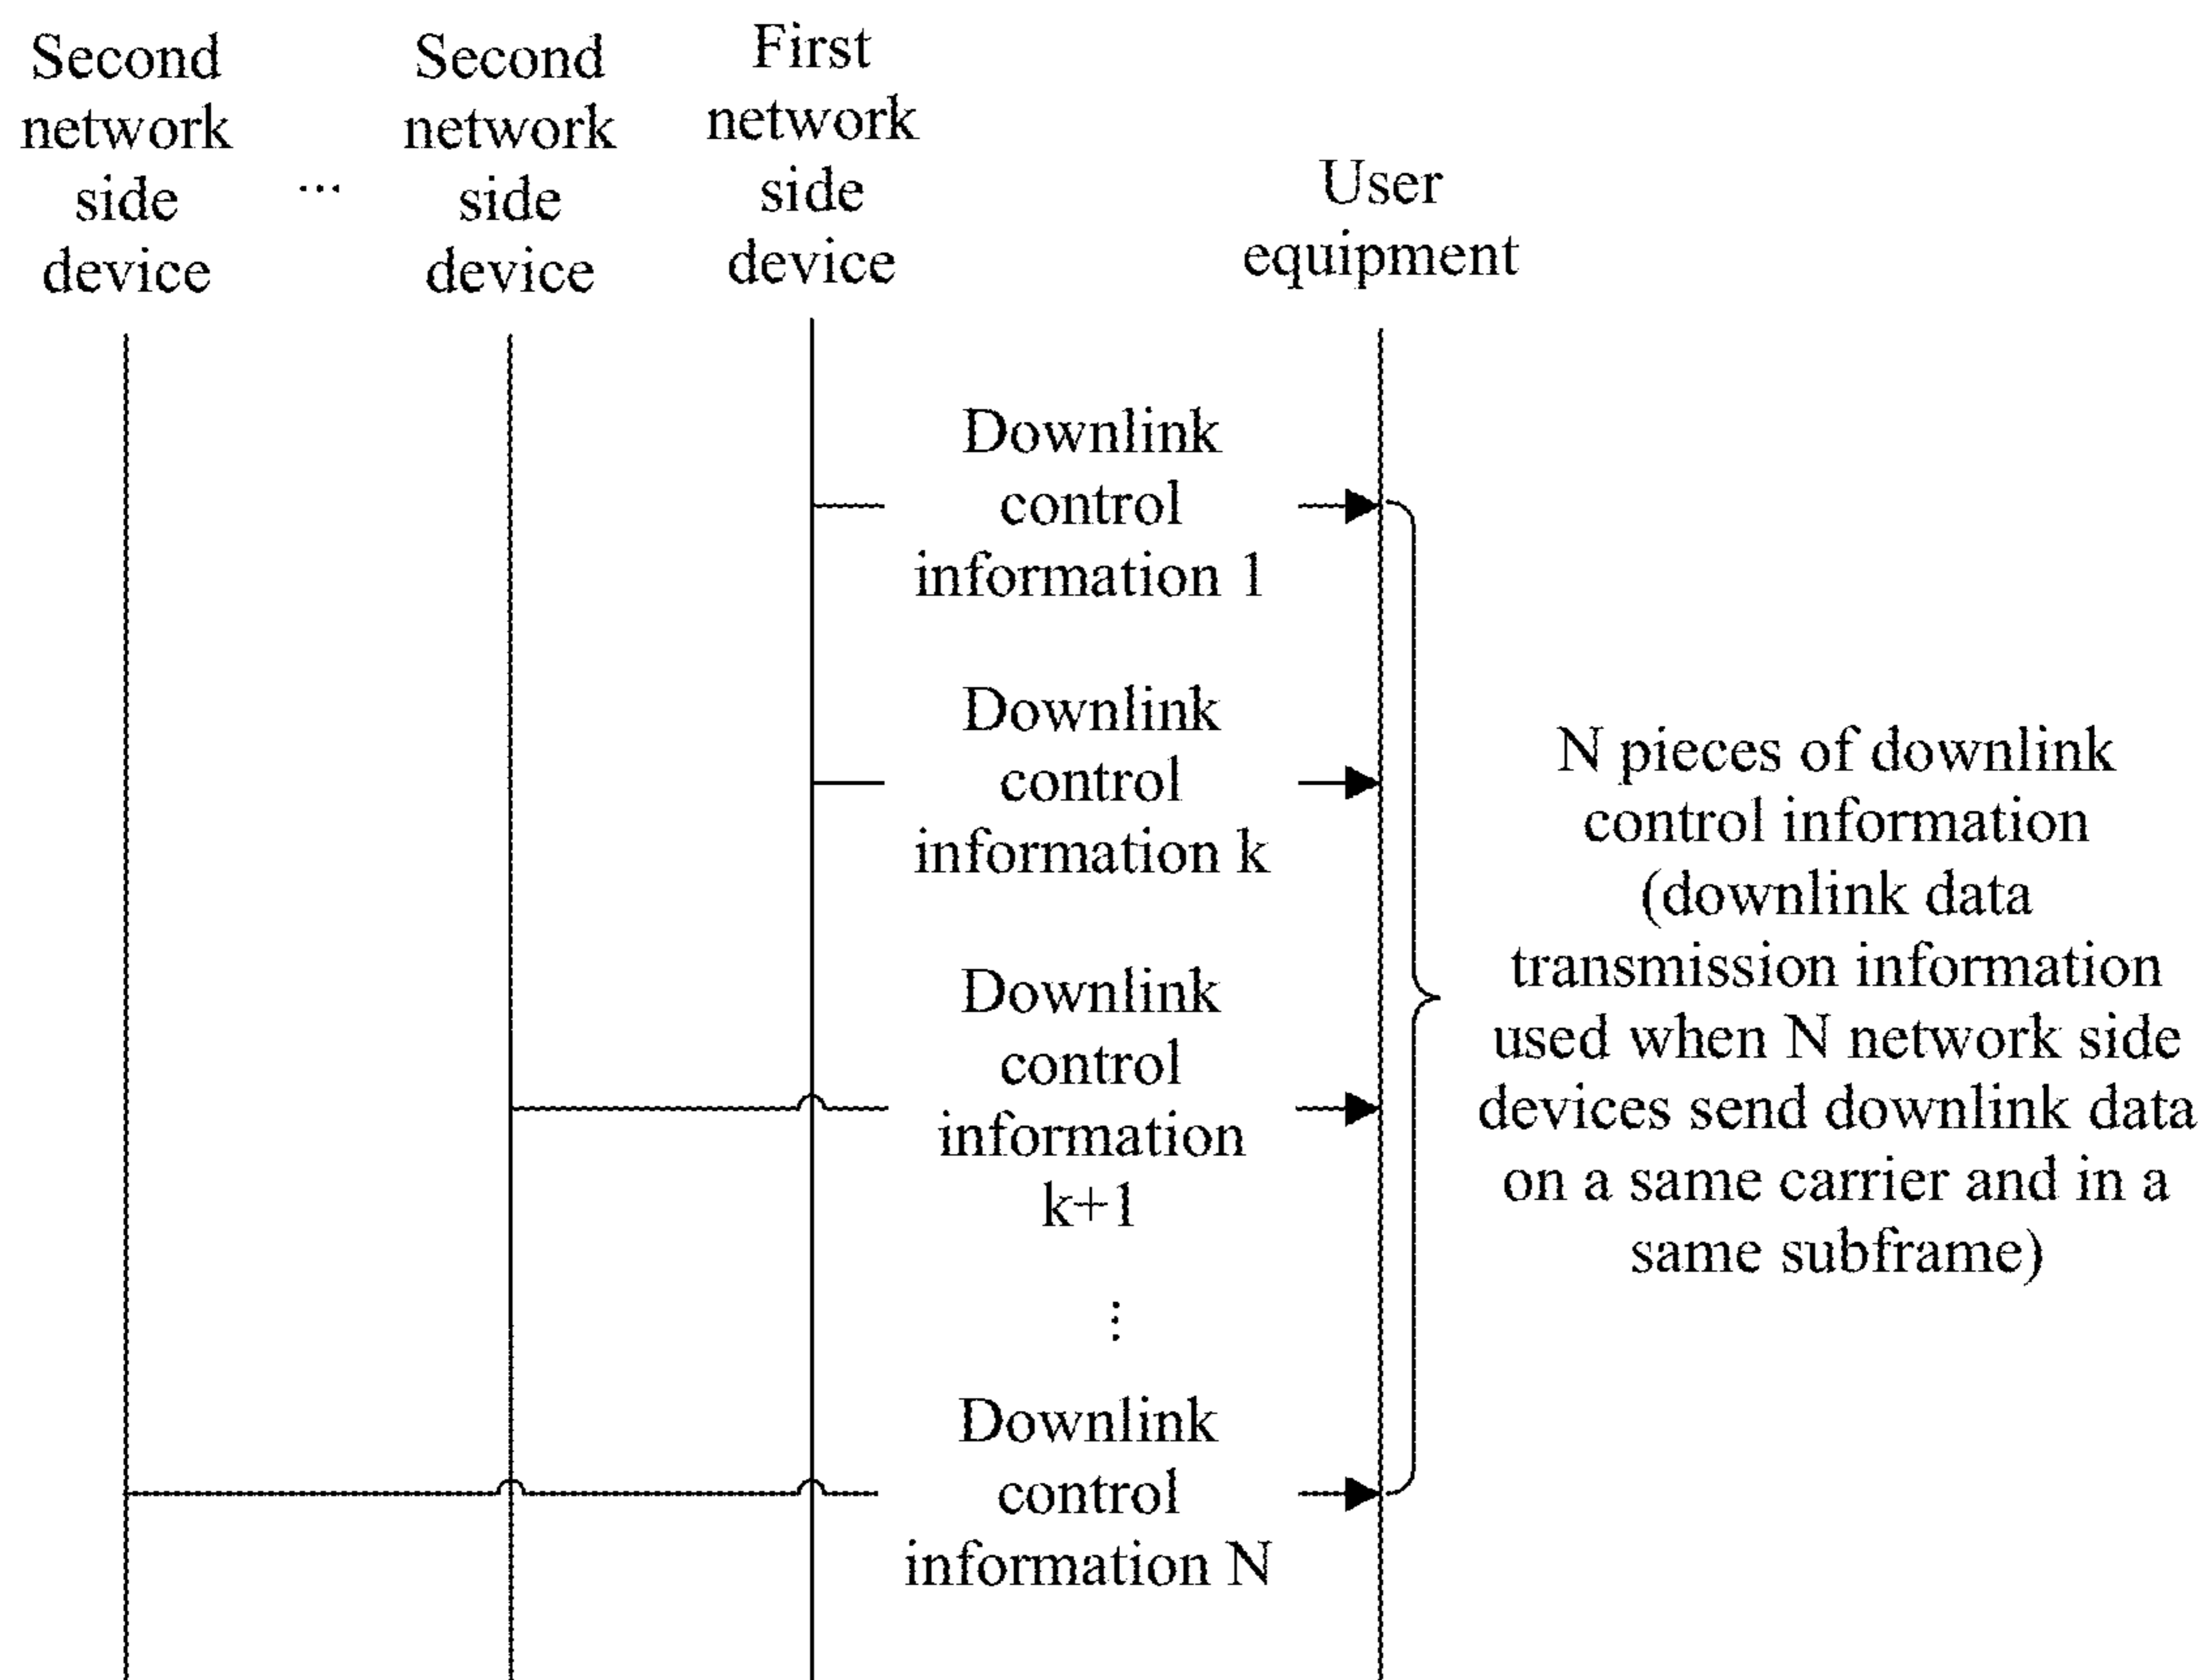 Second
network
side
device
...
Second
network
side
device
First
network
side
device
User
equipment
Downlink
control
information 1
Downlink
control
information k
Downlink
control
information
k+1
⋮
Downlink
control
information N
N pieces of downlink
control information
(downlink data
transmission information
used when N network side
devices send downlink data
on a same carrier and in a
same subframe)